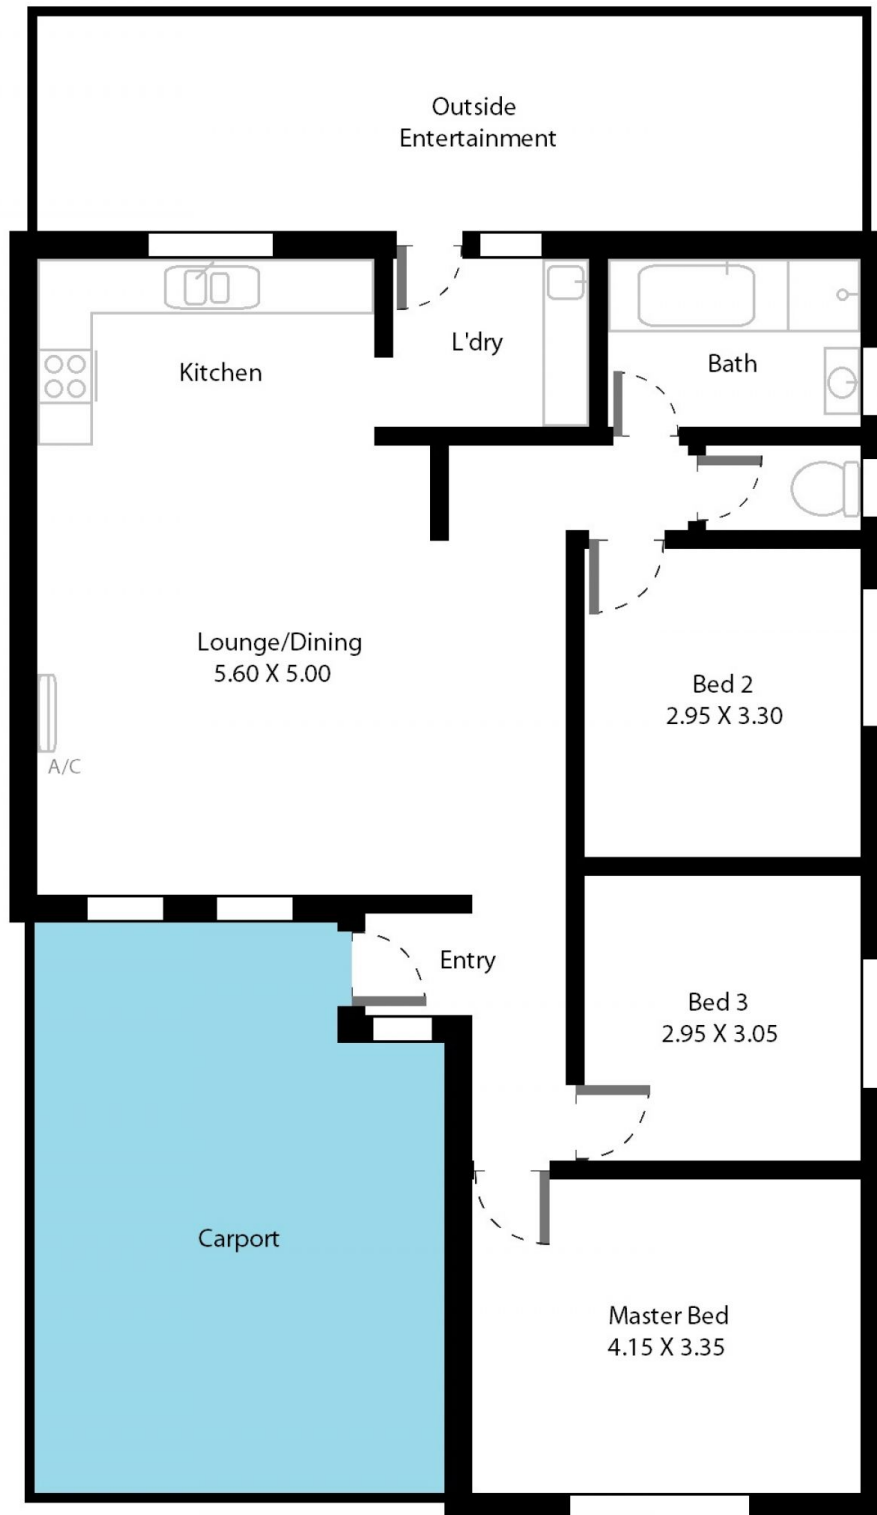 Outside
Entertainment
Kitchen
L'dry
Bath
Lounge/Dining
5.60 X 5.00
A/C
Bed 2
2.95 X 3.30
Entry
Bed 3
2.95 X 3.05
Carport
Master Bed
4.15 X 3.35